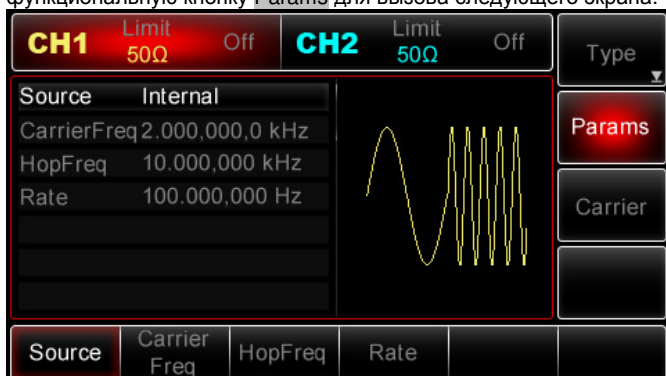 функциональную кнопку Params для вызова следующего экрана.
CH1 Limit 50Ω Off CH2 Limit 50Ω Off
Type
Source Internal
CarrierFreq 2.000,000,0 kHz
HopFreq 10.000,000 kHz
Rate 100.000,000 Hz
Params
Carrier
Source Carrier Freq HopFreq Rate